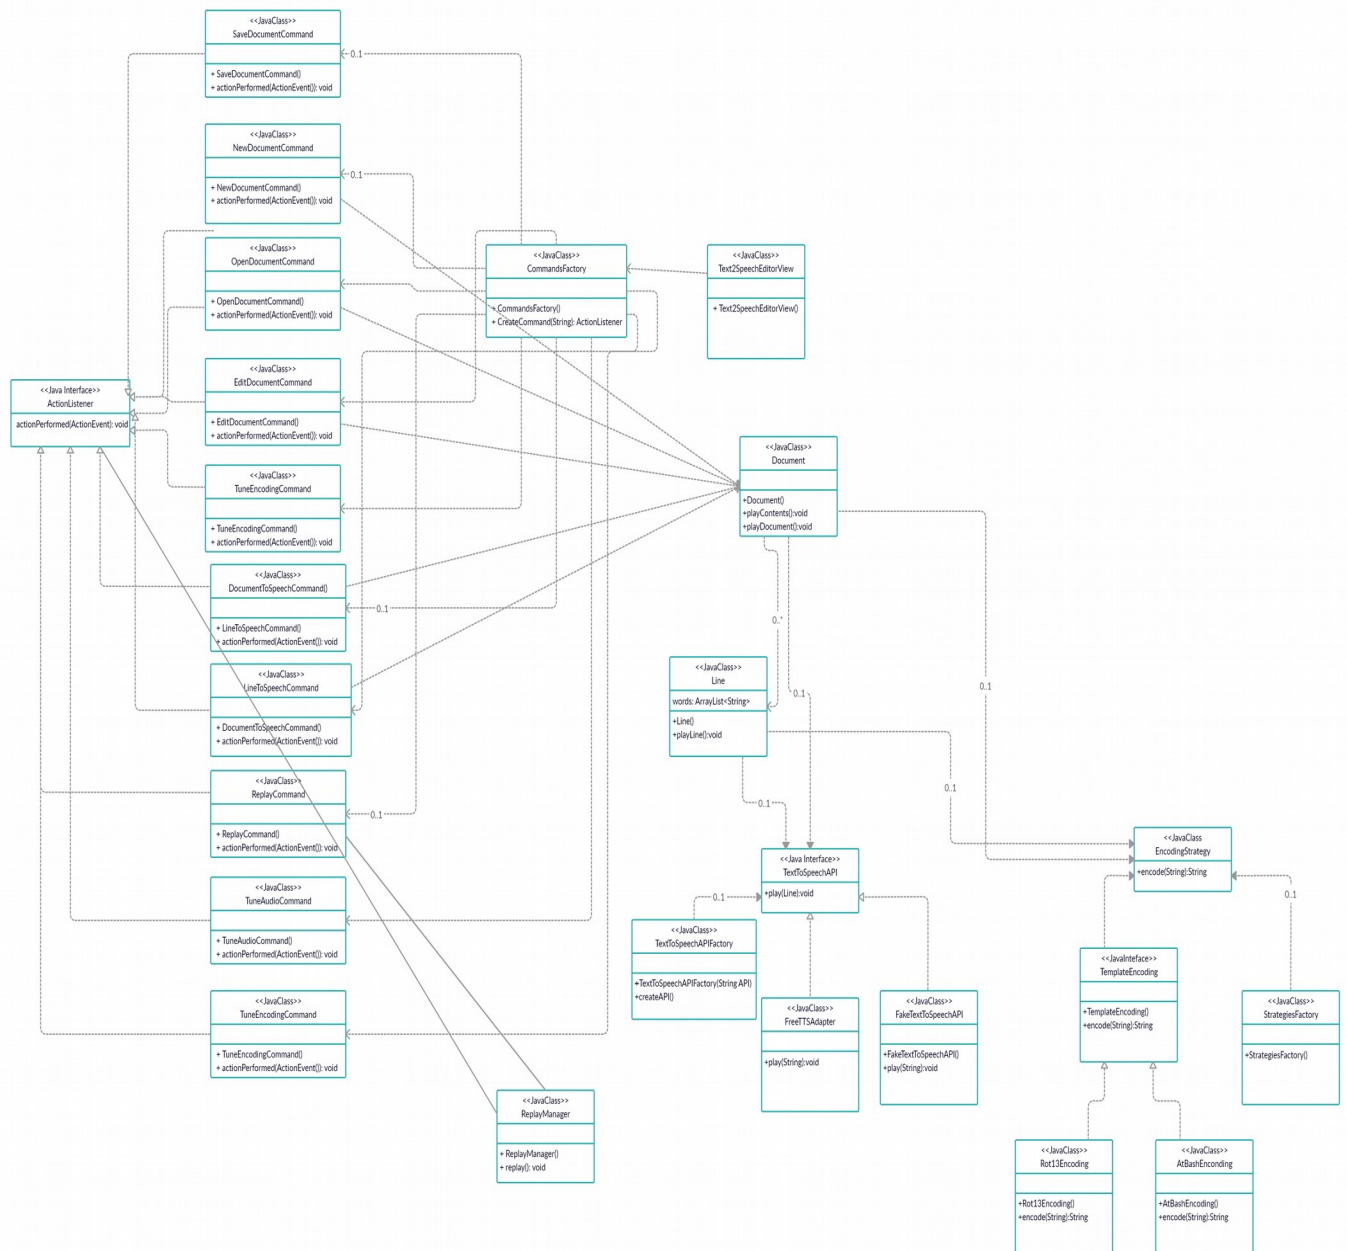 <<JavaClass>>
SaveDocumentCommand
+ SaveDocumentCommand()
+ actionPerformed(ActionEvent)): void
0..1
<<JavaClass>>
NewDocumentCommand
+ NewDocumentCommand()
+ actionPerformed(ActionEvent)): void
0..1
<<JavaClass>>
OpenDocumentCommand
+ OpenDocumentCommand()
+ actionPerformed(ActionEvent)): void
<<JavaClass>>
CommandsFactory
+ CommandsFactory()
+ CreateCommand(String): ActionListener
<<JavaClass>>
Text2SpeechEditorView
+ Text2SpeechEditorView()
<<Java Interface>>
ActionListener
actionPerformed(ActionEvent): void
<<JavaClass>>
EditDocumentCommand
+ EditDocumentCommand()
+ actionPerformed(ActionEvent)): void
<<JavaClass>>
TuneEncodingCommand
+ TuneEncodingCommand()
+ actionPerformed(ActionEvent)): void
<<JavaClass>>
Document
+Document()
+playContents():void
+playDocument():void
<<JavaClass>>
DocumentToSpeechCommand()
+ LineToSpeechCommand()
+ actionPerformed(ActionEvent)): void
0..1
0..*
<<JavaClass>>
LineToSpeechCommand
+ DocumentToSpeechCommand()
+ actionPerformed(ActionEvent)): void
<<JavaClass>>
Line
words: ArrayList<String>
+Line()
+playLine():void
0..1
0..1
<<JavaClass>>
ReplayCommand
+ ReplayCommand()
+ actionPerformed(ActionEvent)): void
0..1
0..1
0..1
<<Java Interface>>
TextToSpeechAPI
+play(Line):void
<<JavaClass
EncodingStrategy
+encode(String):String
<<JavaClass>>
TuneAudioCommand
+ TuneAudioCommand()
+ actionPerformed(ActionEvent)): void
0..1
0..1
<<JavaClass>>
TextToSpeechAPIFactory
+TextToSpeechAPIFactory(String API)
+createAPI()
<<JavaClass>>
FreeTTSAdapter
+play(String):void
<<JavaClass>>
FakeTextToSpeechAPI
+FakeTextToSpeechAPI()
+play(String):void
<<JavaInteface>>
TemplateEncoding
+TemplateEncoding()
+encode(String):String
<<JavaClass>>
StrategiesFactory
+StrategiesFactory()
<<JavaClass>>
TuneEncodingCommand
+ TuneEncodingCommand()
+ actionPerformed(ActionEvent)): void
<<JavaClass>>
ReplayManager
+ ReplayManager()
+ replay(): void
<<JavaClass>>
Rot13Encoding
+Rot13Encoding()
+encode(String):String
<<JavaClass>>
AtBashEnconding
+AtBashEncoding()
+encode(String):String